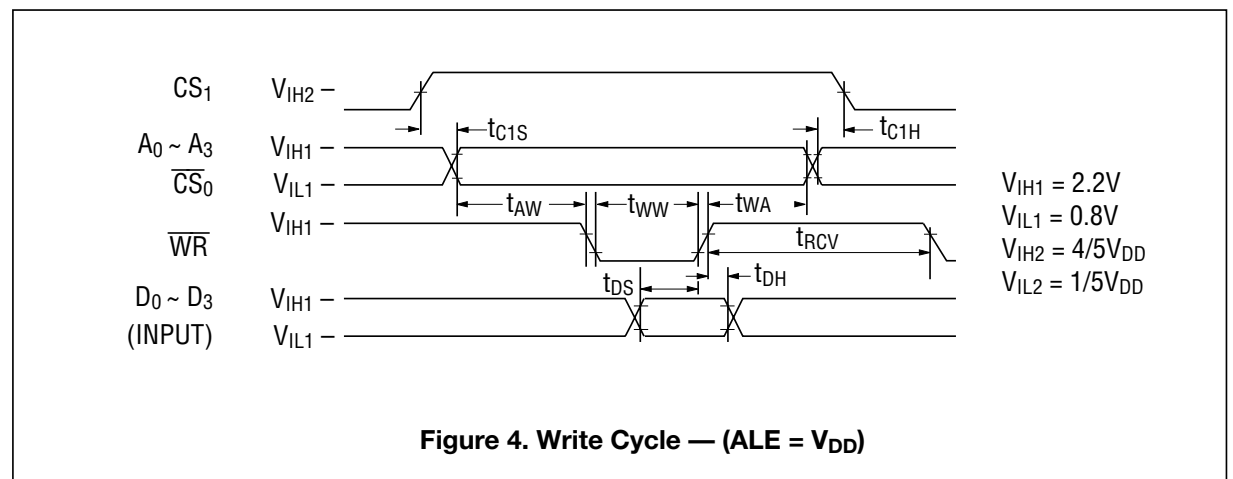 CS1 VIH2 –
tC1S tC1H
A0 ~ A3 VIH1 –
CS0 VIL1 –
tAW tWW tWA
VIH1 –
WR
tRCV
tDS tDH
D0 ~ D3 VIH1 –
(INPUT) VIL1 –
VIH1 = 2.2V
VIL1 = 0.8V
VIH2 = 4/5VDD
VIL2 = 1/5VDD
Figure 4. Write Cycle — (ALE = VDD)